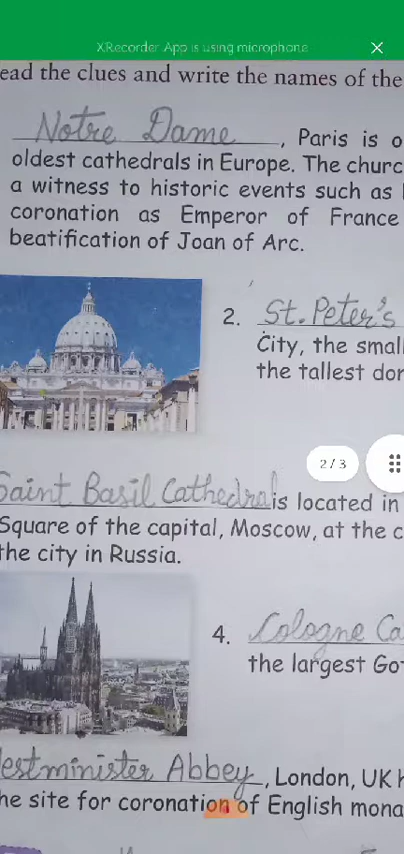 XRecorder App is using microphone
ead the clues and write the names of the
Notre Dame, Paris is o
oldest cathedrals in Europe. The churc
a witness to historic events such as
coronation as Emperor of France
beatification of Joan of Arc.
2. St. Peter's
City, the small
the tallest dor
2/3
Saint Basil Cathedral is located in
Square of the capital, Moscow, at the c
the city in Russia.
4. Cologne Ca
the largest Go
estminister Abbey, London, UK h
he site for coronation of English mona